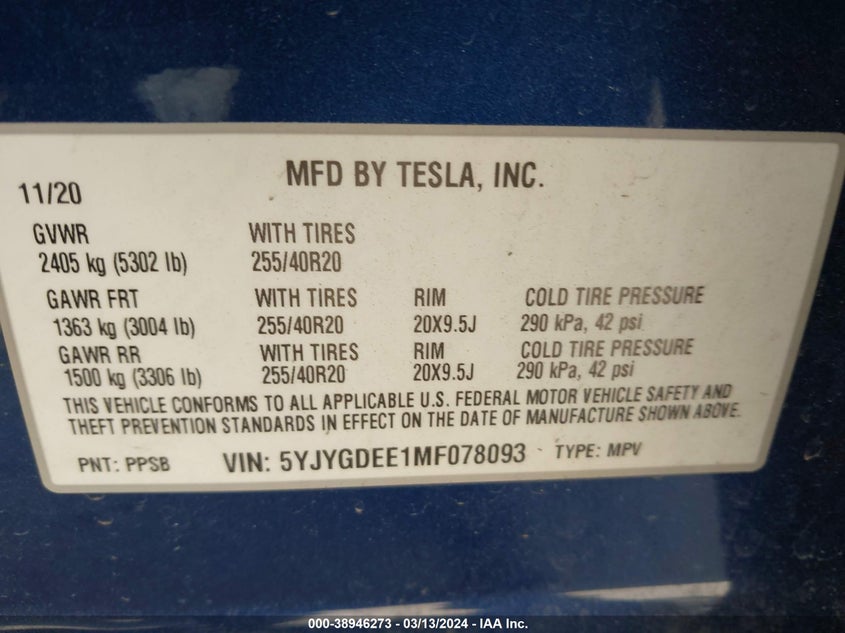 MFD BY TESLA, INC.
11/20
GVWR WITH TIRES
2405 kg (5302 lb) 255/40R20
GAWR FRT WITH TIRES RIM COLD TIRE PRESSURE
1363 kg (3004 lb) 255/40R20 20X9.5J 290 kPa, 42 psi
GAWR RR WITH TIRES RIM COLD TIRE PRESSURE
1500 kg (3306 lb) 255/40R20 20X9.5J 290 kPa, 42 psi
THIS VEHICLE CONFORMS TO ALL APPLICABLE U.S. FEDERAL MOTOR VEHICLE SAFETY AND
THEFT PREVENTION STANDARDS IN EFFECT ON THE DATE OF MANUFACTURE SHOWN ABOVE.
PNT: PPSB VIN: 5YJYGDEE1MF078093 TYPE: MPV
000-38946273 - 03/13/2024 - IAA Inc.